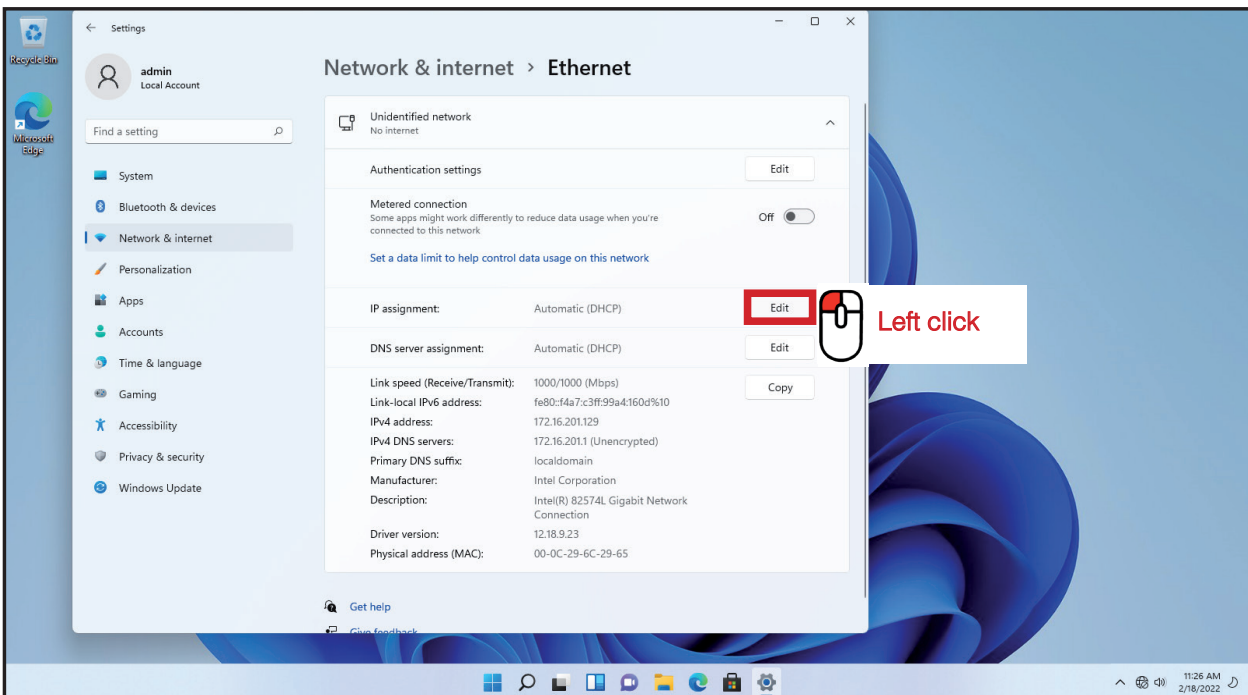 Recycle Bin
Microsoft
Edge
Settings
admin
Local Account
Find a setting
System
Bluetooth & devices
Network & internet
Personalization
Apps
Accounts
Time & language
Gaming
Accessibility
Privacy & security
Windows Update
Network & internet > Ethernet
Unidentified network
No internet
Authentication settings Edit
Metered connection
Some apps might work differently to reduce data usage when you're
connected to this network
Off
Set a data limit to help control data usage on this network
IP assignment: Automatic (DHCP) Edit
Left click
DNS server assignment: Automatic (DHCP) Edit
Link speed (Receive/Transmit): 1000/1000 (Mbps) Copy
Link-local IPv6 address: fe80::f4a7:c3ff:99a4:160d%10
IPv4 address: 172.16.201.129
IPv4 DNS servers: 172.16.201.1 (Unencrypted)
Primary DNS suffix: localdomain
Manufacturer: Intel Corporation
Description: Intel(R) 82574L Gigabit Network
Connection
Driver version: 12.18.9.23
Physical address (MAC): 00-0C-29-6C-29-65
Get help
Give feedback
11:26 AM
2/18/2022